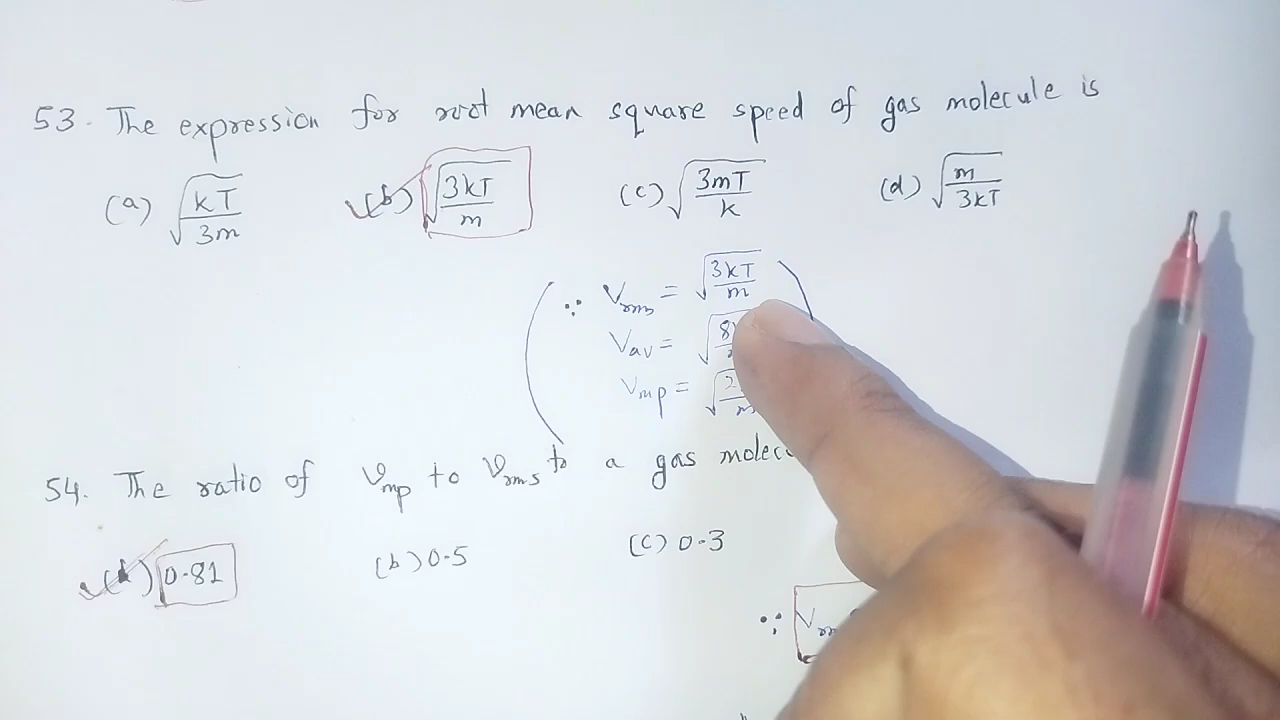 53. The expression for root mean square speed of gas molecule is
(a) √(kT/3m) (b) √(3kT/m) (c) √(3mT/k) (d) √(m/3kT)
∵ Vrms = √(3kT/m)
Vav = √(8
Vmp = √(2 /m
54. The ratio of Vmp to Vrms to a gas molec
(a) 0.81 (b) 0.5 (c) 0.3
∵ V